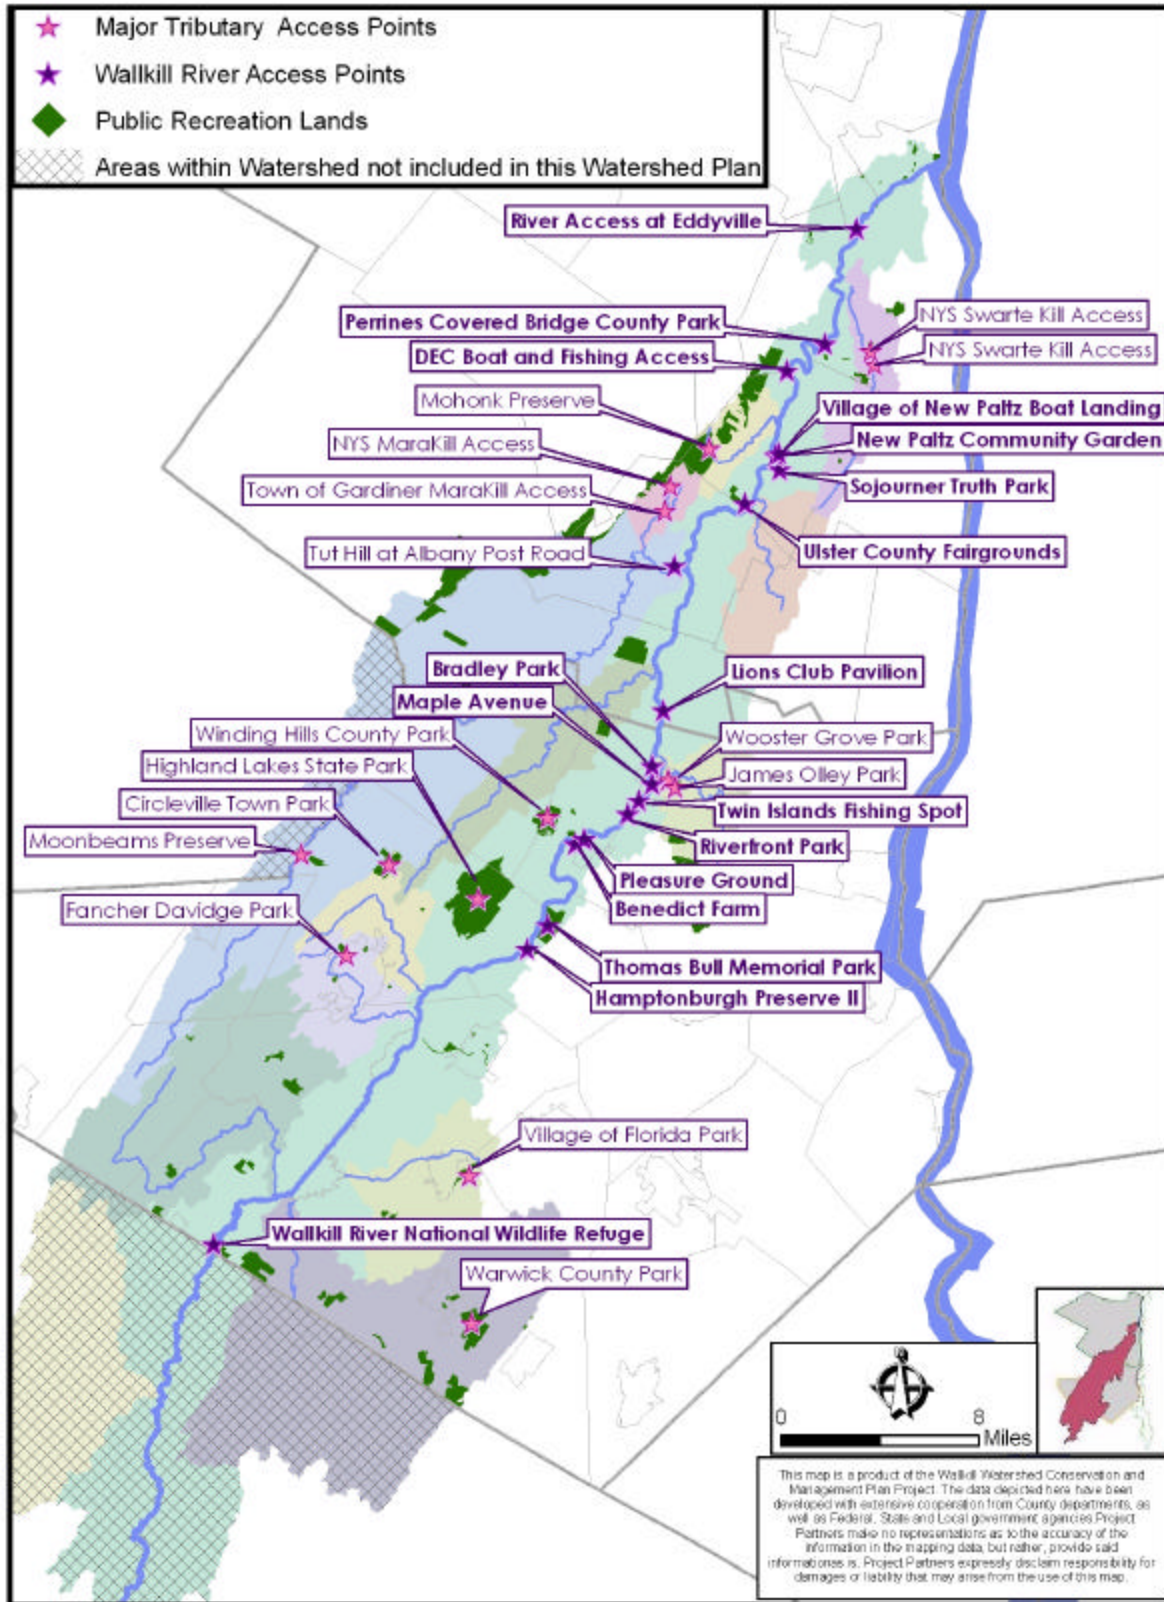 Major Tributary Access Points
Wallkill River Access Points
Public Recreation Lands
Areas within Watershed not included in this Watershed Plan
River Access at Eddyville
Perrines Covered Bridge County Park
NYS Swarte Kill Access
DEC Boat and Fishing Access
NYS Swarte Kill Access
Mohonk Preserve
Village of New Paltz Boat Landing
NYS MaraKill Access
New Paltz Community Garden
Town of Gardiner MaraKill Access
Sojourner Truth Park
Tut Hill at Albany Post Road
Ulster County Fairgrounds
Bradley Park
Lions Club Pavilion
Maple Avenue
Winding Hills County Park
Wooster Grove Park
Highland Lakes State Park
James Olley Park
Circleville Town Park
Twin Islands Fishing Spot
Moonbeams Preserve
Riverfront Park
Pleasure Ground
Fancher Davidge Park
Benedict Farm
Thomas Bull Memorial Park
Hamptonburgh Preserve II
Village of Florida Park
Wallkill River National Wildlife Refuge
Warwick County Park
0 8
Miles
This map is a product of the Wallkill Watershed Conservation and
Management Plan Project. The data depicted here have been
developed with extensive cooperation from County departments, as
well as Federal, State and Local government agencies.Project
Partners make no representations as to the accuracy of the
information in the mapping data, but rather, provide said
informationas is. Project Partners expressly disclaim responsibility for
damages or liability that may arise from the use of this map.